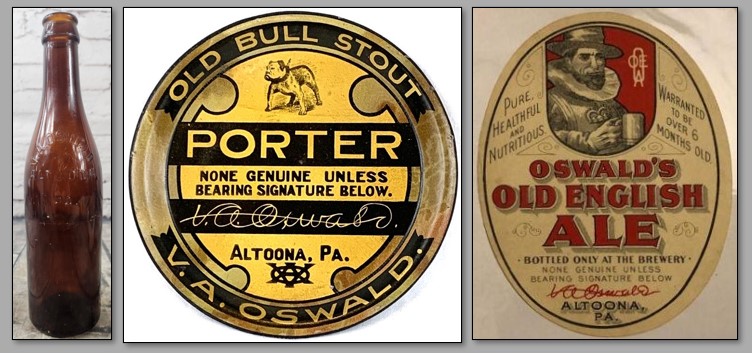 OLD BULL STOUT
PORTER
NONE GENUINE UNLESS
BEARING SIGNATURE BELOW.
V.A. Oswald.
ALTOONA, PA.
V. A. OSWALD.
PURE,
HEALTHFUL
AND
NUTRITIOUS
WARRANTED
TO BE
OVER 6
MONTHS OLD.
OSWALD'S
OLD ENGLISH
ALE
· BOTTLED ONLY AT THE BREWERY ·
NONE GENUINE UNLESS
BEARING SIGNATURE BELOW
V.A. Oswald
ALTOONA,
PA.